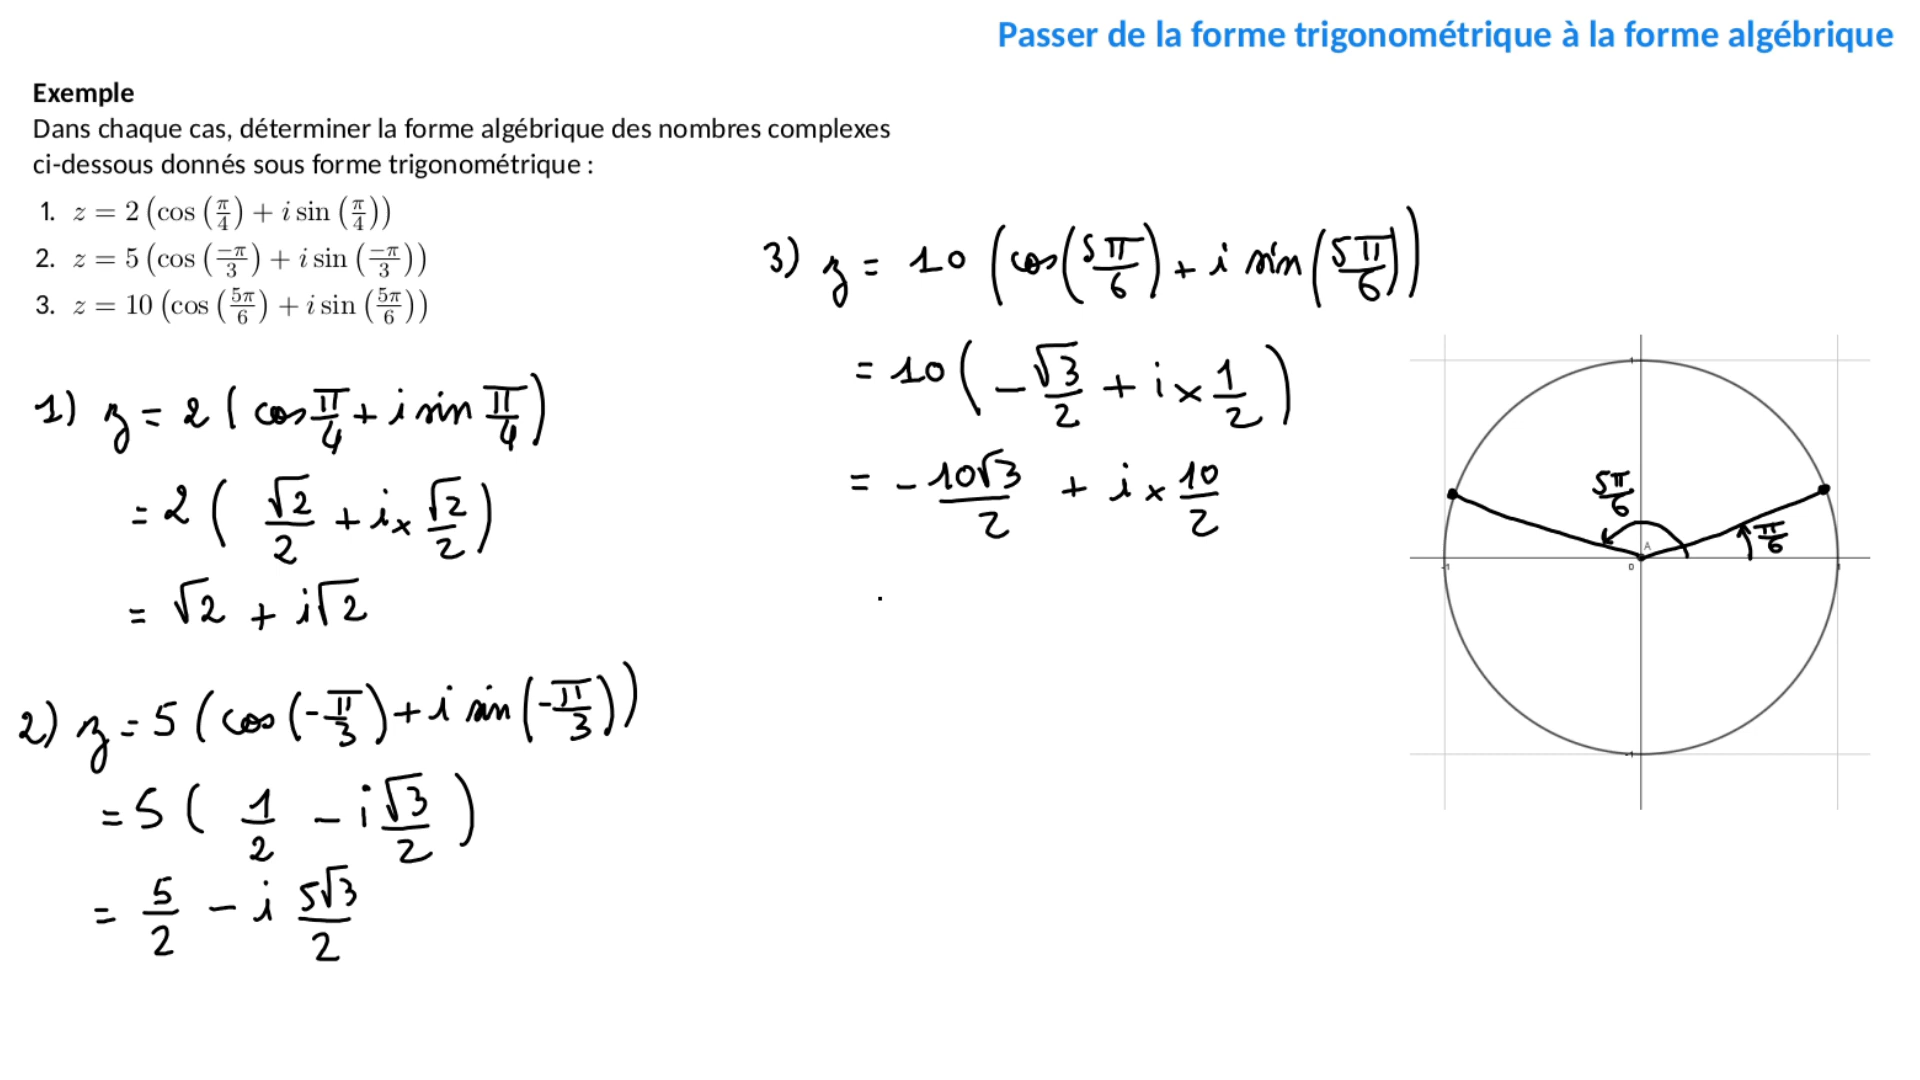 Passer de la forme trigonométrique à la forme algébrique
Exemple
Dans chaque cas, déterminer la forme algébrique des nombres complexes
ci-dessous donnés sous forme trigonométrique :
1. z = 2 (cos (π/4) + i sin (π/4))
2. z = 5 (cos (−π/3) + i sin (−π/3))
3. z = 10 (cos (5π/6) + i sin (5π/6))
1) z = 2 ( cos π/4 + i sin π/4 )
= 2 ( √2/2 + i × √2/2 )
= √2 + i√2
2) z = 5 ( cos (-π/3) + i sin (-π/3) )
= 5 ( 1/2 − i √3/2 )
= 5/2 − i 5√3/2
3) z = 10 ( cos (5π/6) + i sin (5π/6) )
= 10 ( − √3/2 + i × 1/2 )
= − 10√3/2 + i × 10/2
1
5π/6
π/6
A
-1
0
1
-1